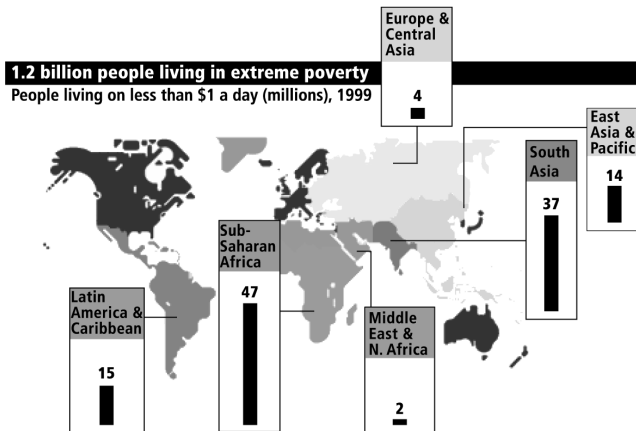 1.2 billion people living in extreme poverty
People living on less than $1 a day (millions), 1999
Europe &
Central
Asia
4
East
Asia &
Pacific
14
South
Asia
37
Sub-
Saharan
Africa
47
Latin
America &
Caribbean
15
Middle
East &
N. Africa
2